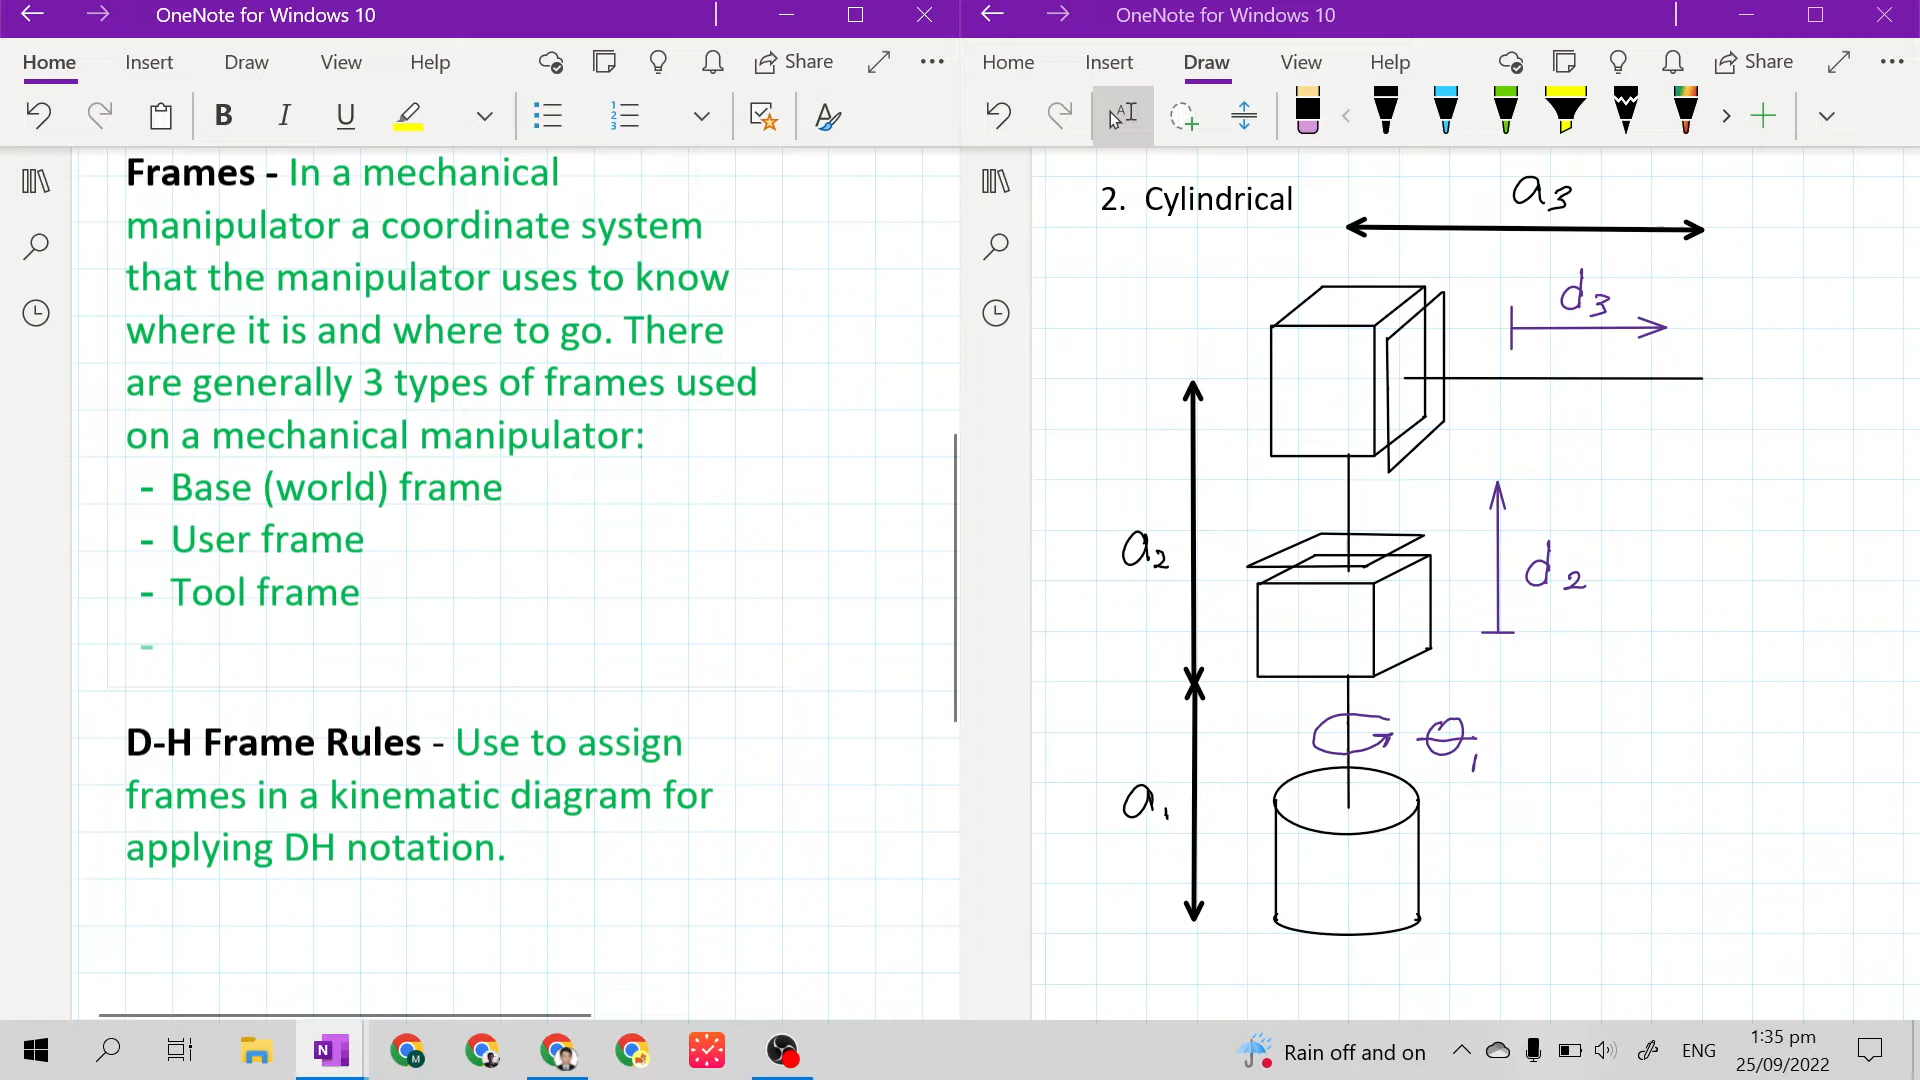 OneNote for Windows 10
Home Insert Draw View Help Share
B I U
Frames - In a mechanical
manipulator a coordinate system
that the manipulator uses to know
where it is and where to go. There
are generally 3 types of frames used
on a mechanical manipulator:
- Base (world) frame
- User frame
- Tool frame
-
D-H Frame Rules - Use to assign
frames in a kinematic diagram for
applying DH notation.
OneNote for Windows 10
Home Insert Draw View Help Share
2. Cylindrical
a3
d3
a2
d2
θ1
a1
Rain off and on
ENG
1:35 pm
25/09/2022